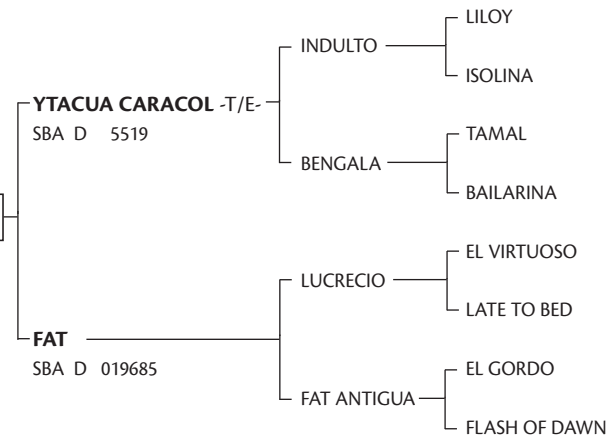 LILOY
INDULTO
ISOLINA
YTACUA CARACOL -T/E-
SBA D 5519
TAMAL
BENGALA
BAILARINA
EL VIRTUOSO
LUCRECIO
LATE TO BED
FAT
SBA D 019685
EL GORDO
FAT ANTIGUA
FLASH OF DAWN